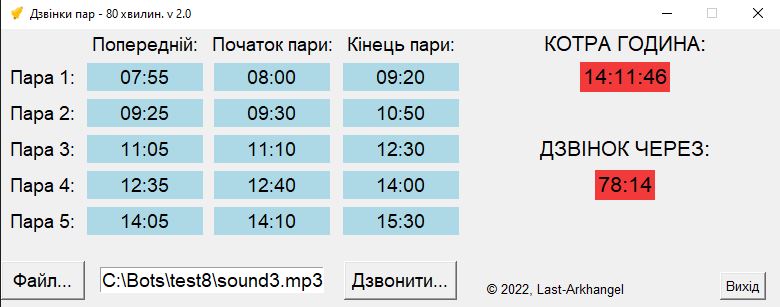 Дзвінки пар - 80 хвилин. v 2.0
Попередній: Початок пари: Кінець пари: КОТРА ГОДИНА:
Пара 1: 07:55 08:00 09:20 14:11:46
Пара 2: 09:25 09:30 10:50
Пара 3: 11:05 11:10 12:30 ДЗВІНОК ЧЕРЕЗ:
Пара 4: 12:35 12:40 14:00 78:14
Пара 5: 14:05 14:10 15:30
Файл... C:\Bots\test8\sound3.mp3 Дзвонити... © 2022, Last-Arkhangel Вихід